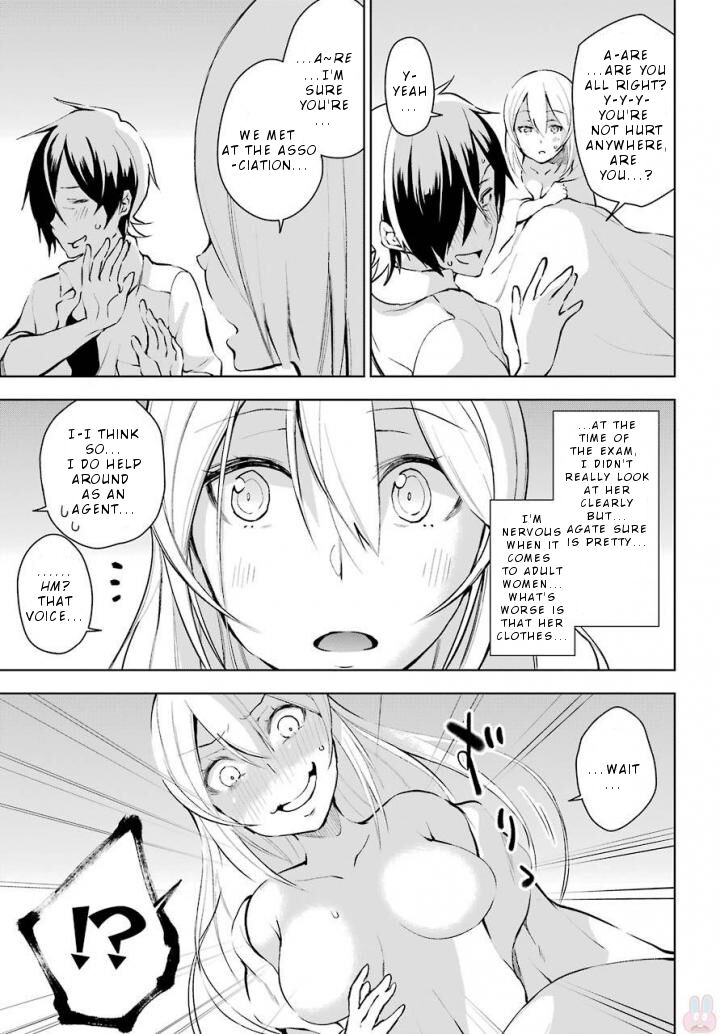 A-ARE
...ARE YOU
ALL RIGHT?
Y-Y-Y-
YOU'RE
NOT HURT
ANYWHERE,
ARE
YOU...?
Y-
YEAH
...
...A~RE
...I'M
SURE
YOU'RE
...
WE MET
AT THE ASSO
-CIATION...
...AT THE
TIME OF
THE EXAM,
I DIDN'T
REALLY LOOK
AT HER
CLEARLY
BUT...
AGATE SURE
IS PRETTY...
I'M
NERVOUS
WHEN IT
COMES
TO ADULT
WOMEN...
WHAT'S
WORSE IS
THAT HER
CLOTHES...
I-I THINK
SO...
I DO HELP
AROUND
AS AN
AGENT...
......
HM?
THAT
VOICE...
...WAIT
...
ずりっ
!?